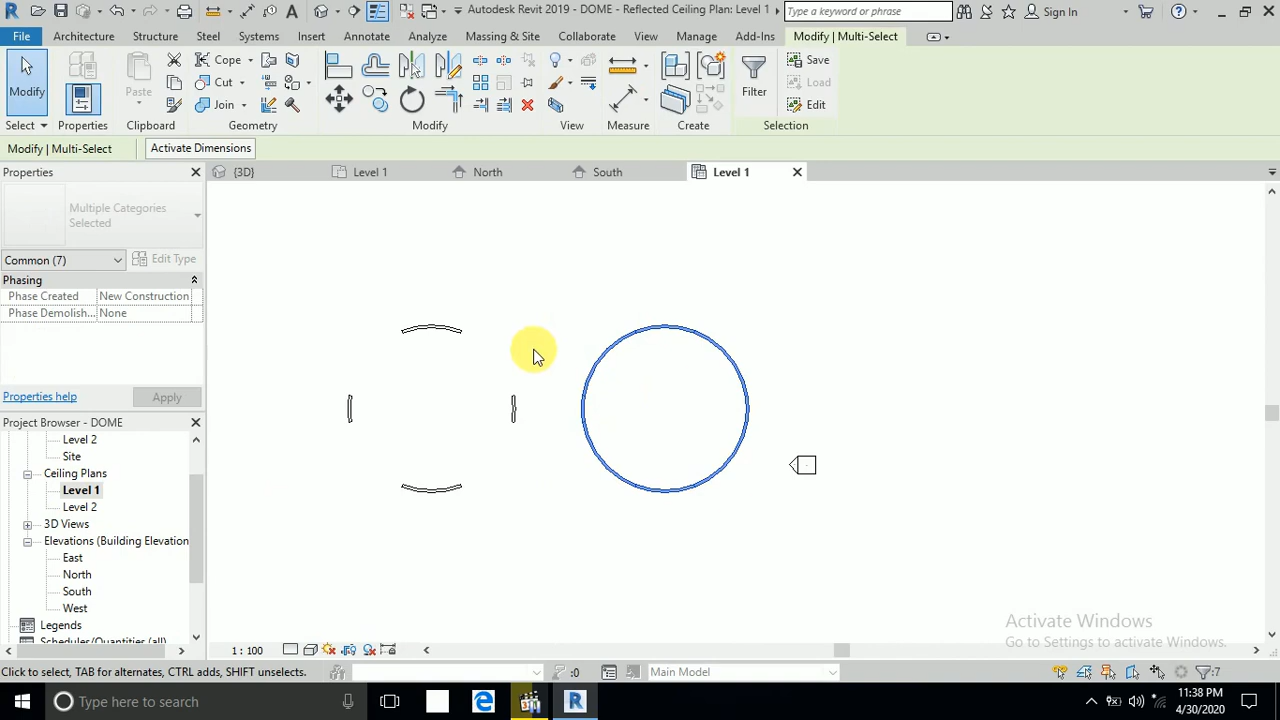 Autodesk Revit 2019 - DOME - Reflected Ceiling Plan: Level 1
Type a keyword or phrase
Sign In
File
Architecture
Structure
Steel
Systems
Insert
Annotate
Analyze
Massing & Site
Collaborate
View
Manage
Add-Ins
Modify | Multi-Select
Modify
Paste
Cope
Cut
Join
Filter
Save
Load
Edit
Select
Properties
Clipboard
Geometry
Modify
View
Measure
Create
Selection
Modify | Multi-Select
Activate Dimensions
Properties
{3D}
Level 1
North
South
Level 1
Multiple Categories
Selected
Common (7)
Edit Type
Phasing
Phase Created
New Construction
Phase Demolish...
None
Properties help
Apply
Project Browser - DOME
Level 2
Site
Ceiling Plans
Level 1
Level 2
3D Views
Elevations (Building Elevation
East
North
South
West
Legends
Schedules/Quantities (all)
1 : 100
Activate Windows
Go to Settings to activate Windows.
Click to select, TAB for alternates, CTRL adds, SHIFT unselects.
:0
Main Model
:7
Type here to search
11:38 PM
4/30/2020